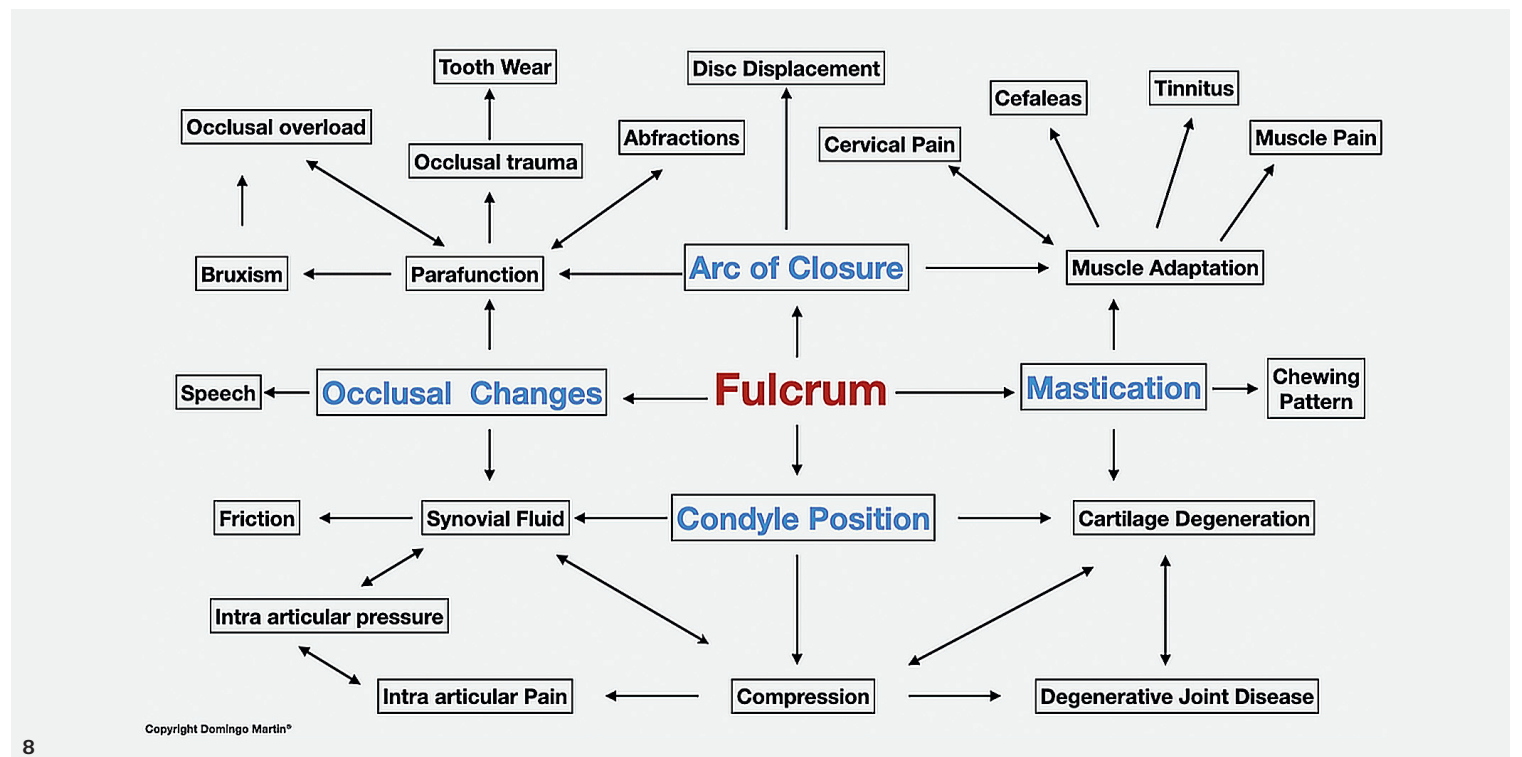 Tooth Wear
Disc Displacement
Cefaleas
Tinnitus
Occlusal overload
Occlusal trauma
Abfractions
Cervical Pain
Muscle Pain
Bruxism
Parafunction
Arc of Closure
Muscle Adaptation
Speech
Occlusal Changes
Fulcrum
Mastication
Chewing
Pattern
Friction
Synovial Fluid
Condyle Position
Cartilage Degeneration
Intra articular pressure
Intra articular Pain
Compression
Degenerative Joint Disease
Copyright Domingo Martin®
8